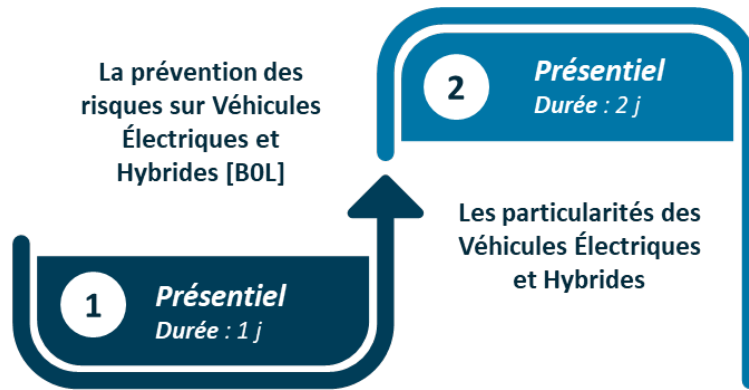 La prévention des
risques sur Véhicules
Électriques et
Hybrides [B0L]
1
Présentiel
Durée : 1 j
2
Présentiel
Durée : 2 j
Les particularités des
Véhicules Électriques
et Hybrides